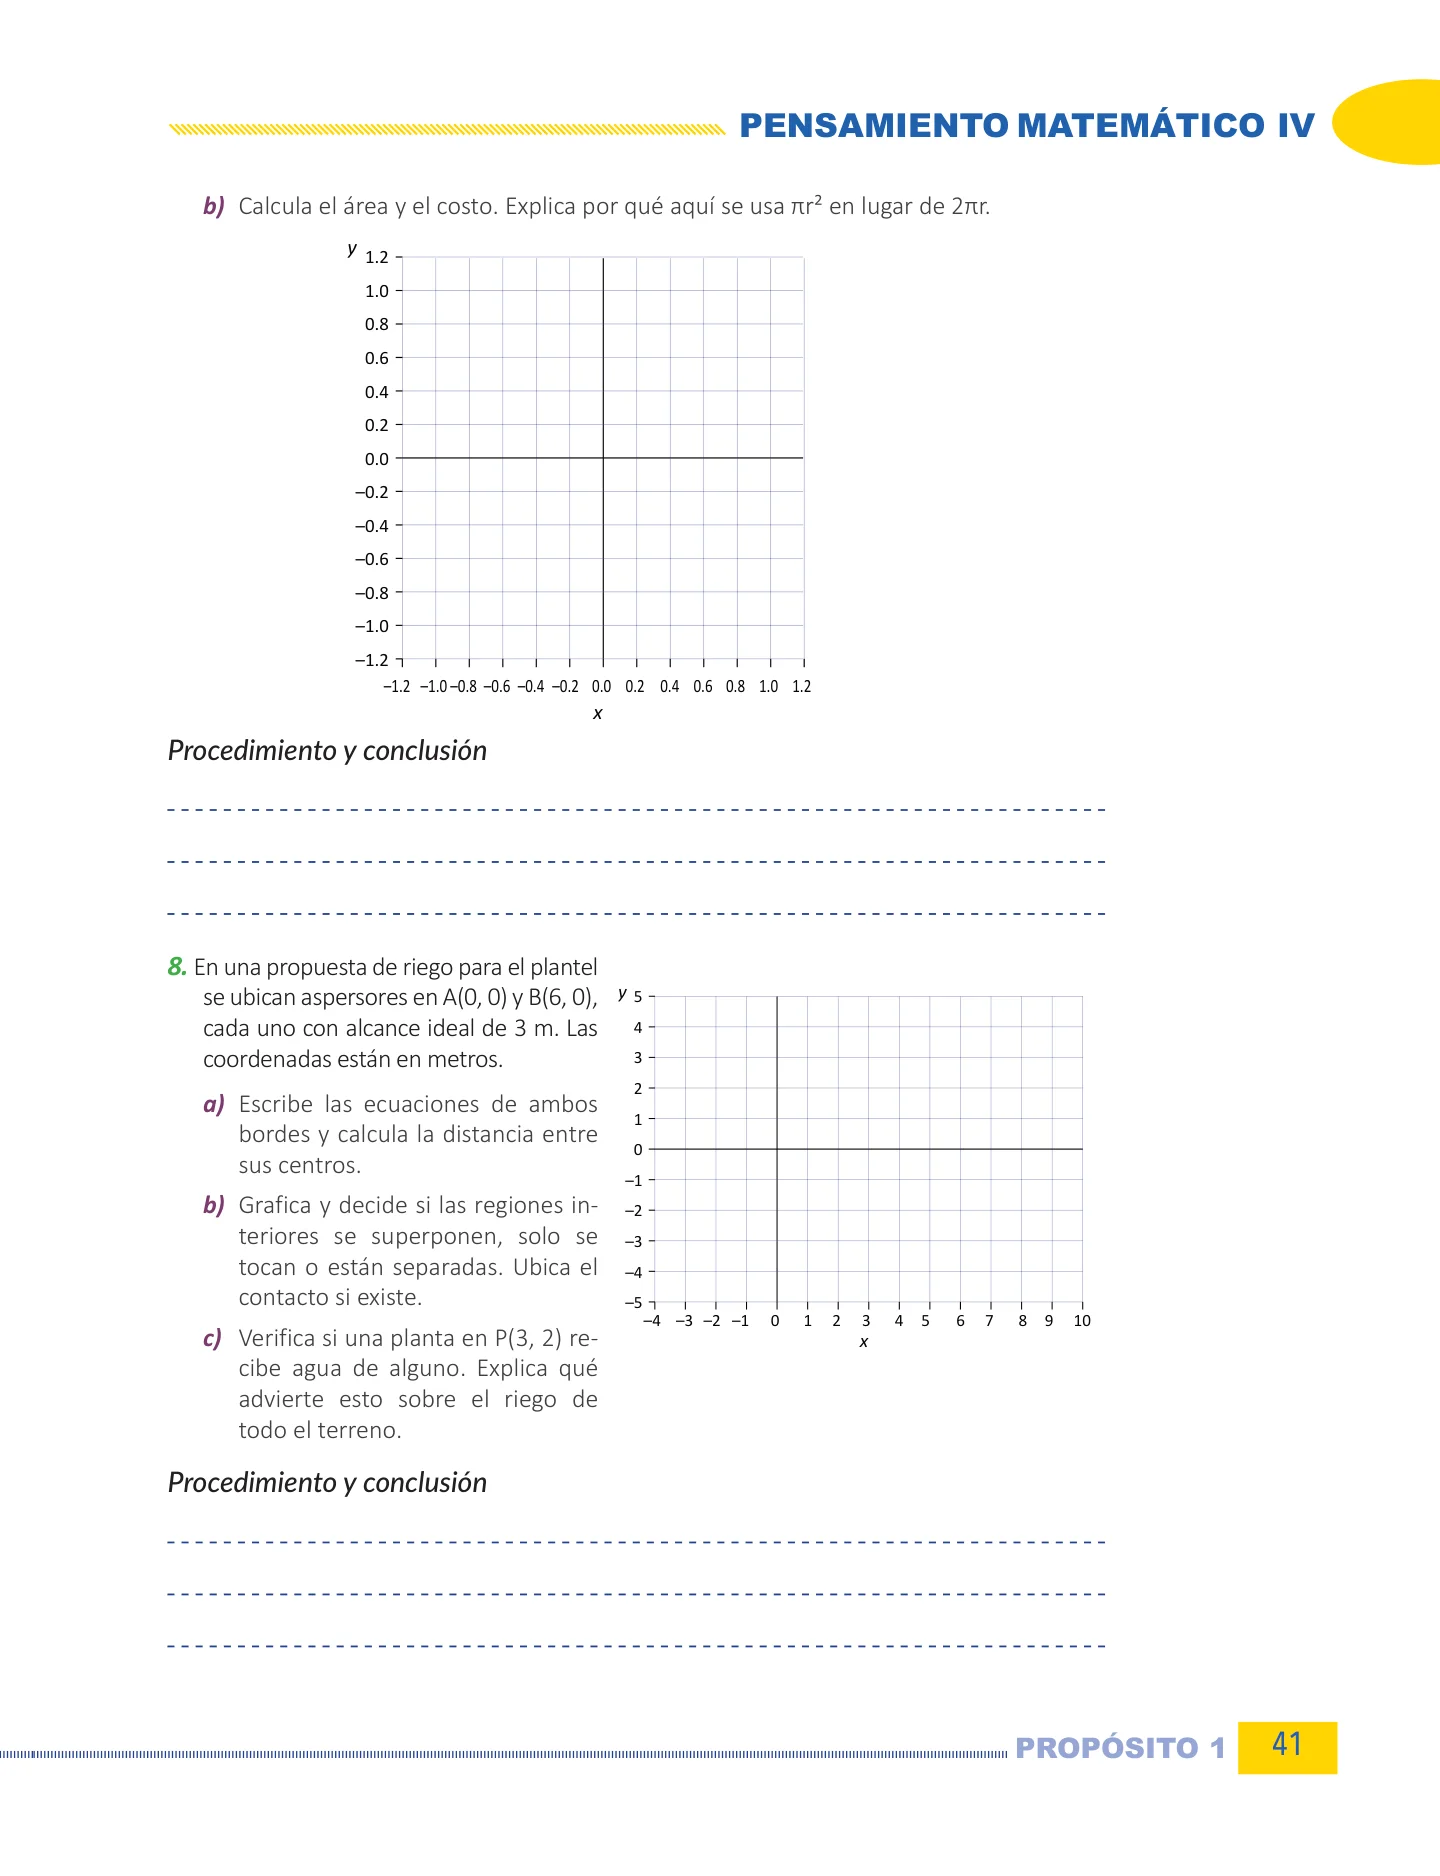 PENSAMIENTO MATEMÁTICO IV
b) Calcula el área y el costo. Explica por qué aquí se usa πr² en lugar de 2πr.
y
1.2
1.0
0.8
0.6
0.4
0.2
0.0
–0.2
–0.4
–0.6
–0.8
–1.0
–1.2
–1.2 –1.0 –0.8 –0.6 –0.4 –0.2 0.0 0.2 0.4 0.6 0.8 1.0 1.2
x
Procedimiento y conclusión
8. En una propuesta de riego para el plantel
se ubican aspersores en A(0, 0) y B(6, 0),
cada uno con alcance ideal de 3 m. Las
coordenadas están en metros.
a) Escribe las ecuaciones de ambos
bordes y calcula la distancia entre
sus centros.
b) Grafica y decide si las regiones in-
teriores se superponen, solo se
tocan o están separadas. Ubica el
contacto si existe.
c) Verifica si una planta en P(3, 2) re-
cibe agua de alguno. Explica qué
advierte esto sobre el riego de
todo el terreno.
y
5
4
3
2
1
0
–1
–2
–3
–4
–5
–4 –3 –2 –1 0 1 2 3 4 5 6 7 8 9 10
x
Procedimiento y conclusión
PROPÓSITO 1 41